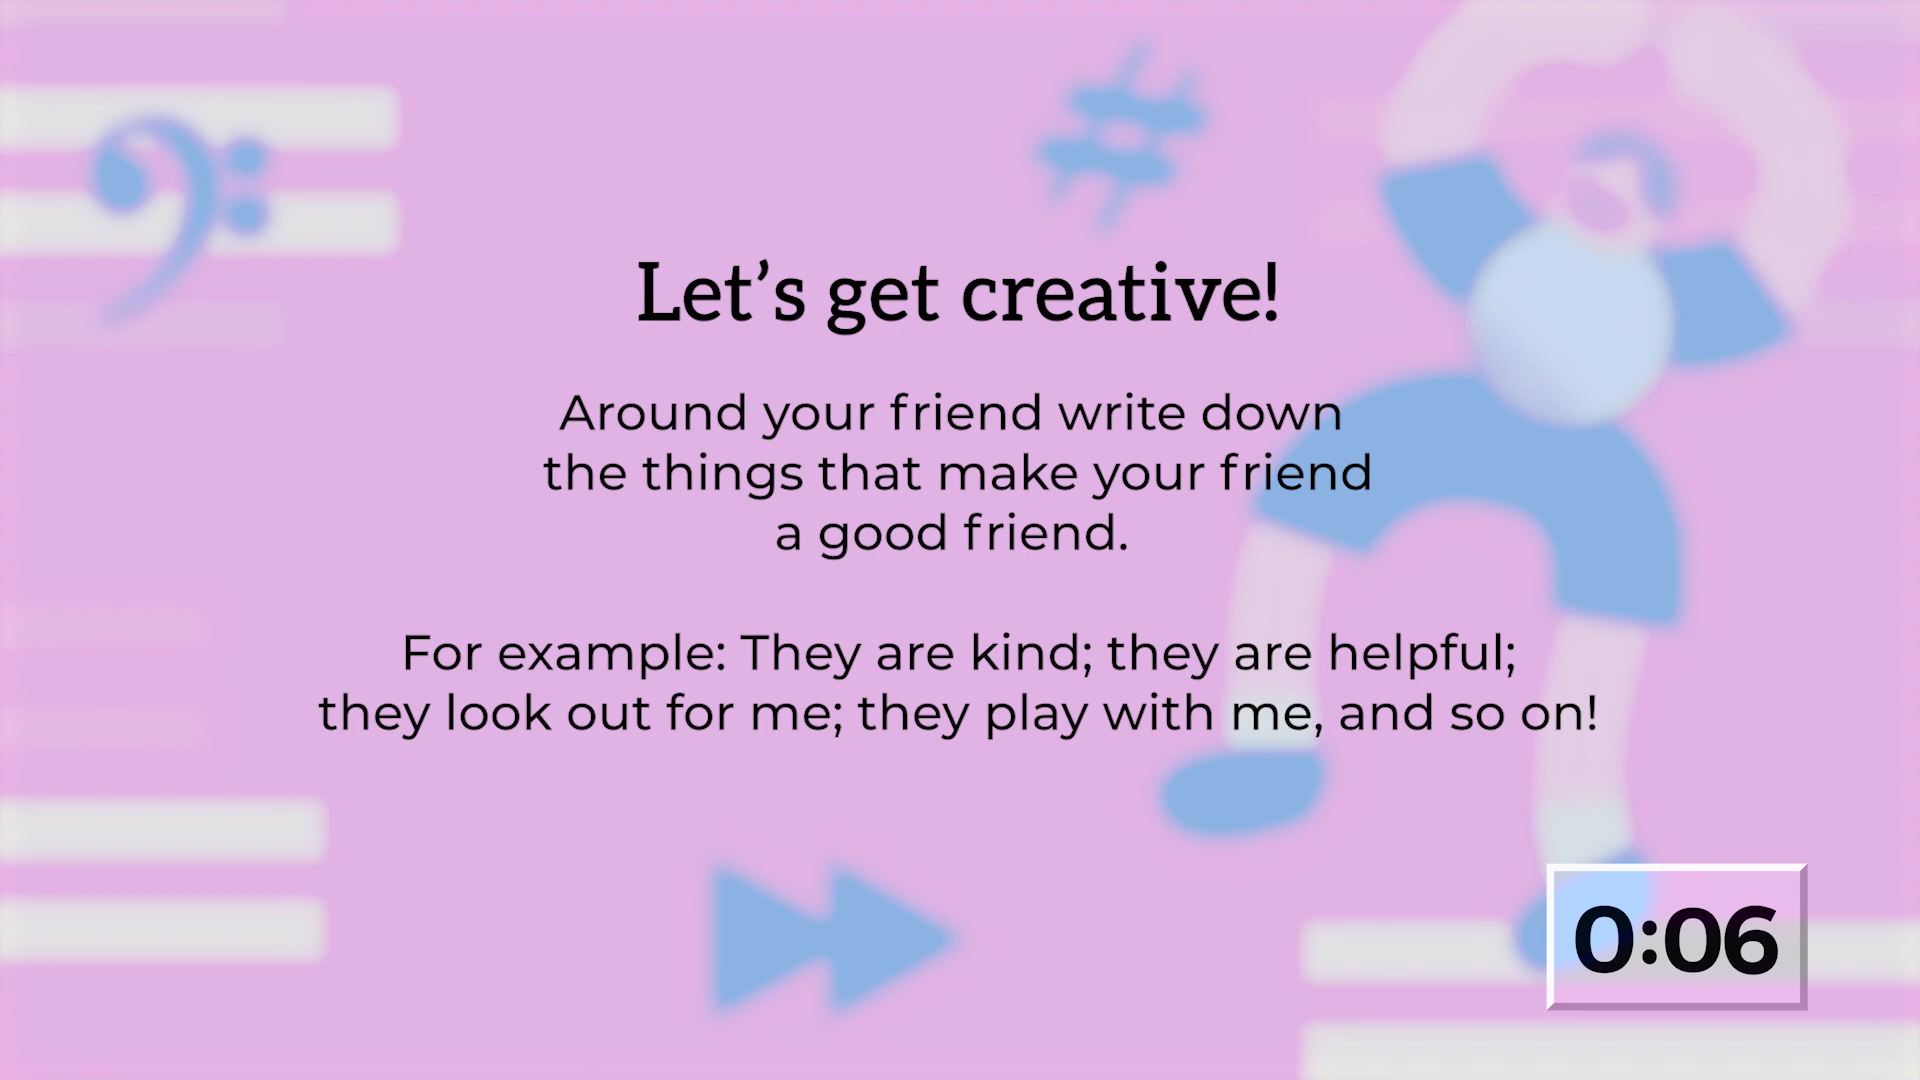 Let’s get creative!
Around your friend write down
the things that make your friend
a good friend.
For example: They are kind; they are helpful;
they look out for me; they play with me, and so on!
0:06